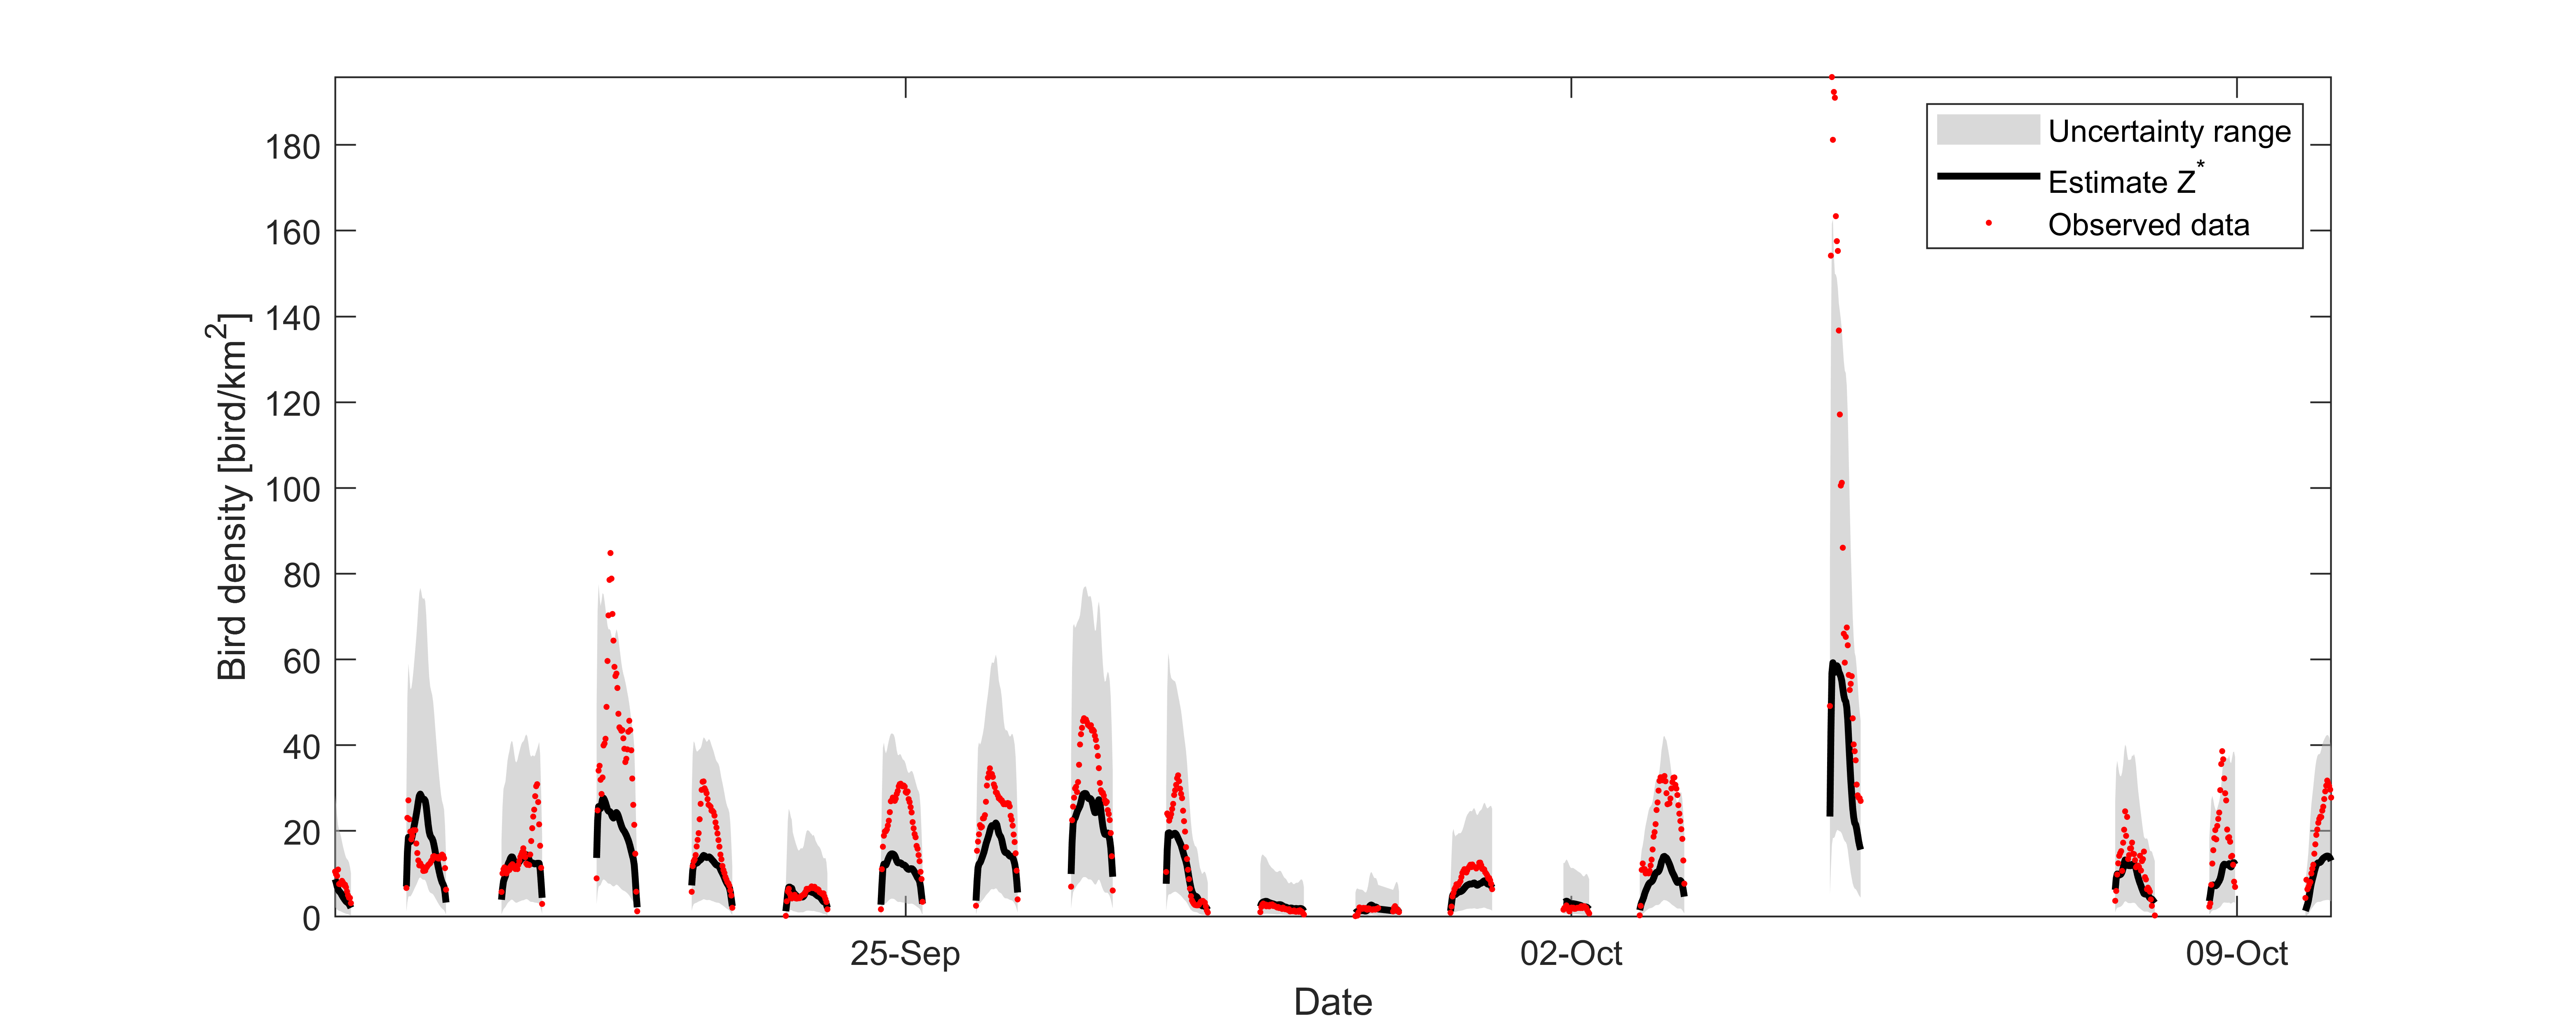 Bird density [bird/km²]
180
160
140
120
100
80
60
40
20
0
Uncertainty range
Estimate Z*
Observed data
25-Sep
02-Oct
09-Oct
Date